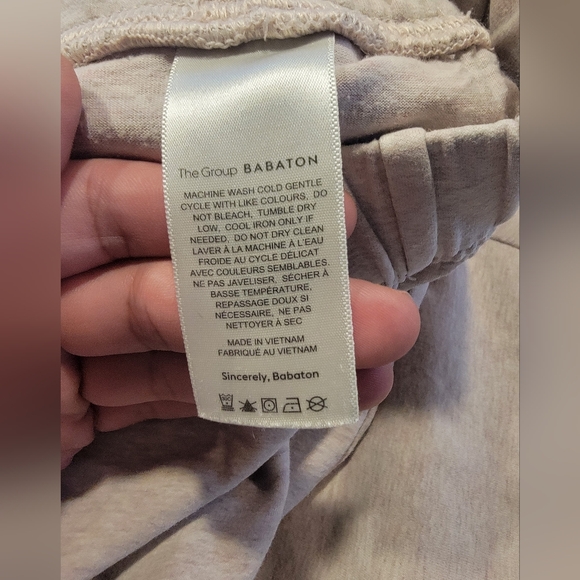 The Group BABATON
MACHINE WASH COLD GENTLE
CYCLE WITH LIKE COLOURS, DO
NOT BLEACH, TUMBLE DRY
LOW, COOL IRON ONLY IF
NEEDED, DO NOT DRY CLEAN
LAVER À LA MACHINE À L'EAU
FROIDE AU CYCLE DÉLICAT
AVEC COULEURS SEMBLABLES.
NE PAS JAVELISER, SÉCHER À
BASSE TEMPÉRATURE,
REPASSAGE DOUX SI
NÉCESSAIRE, NE PAS
NETTOYER À SEC
MADE IN VIETNAM
FABRIQUÉ AU VIETNAM
Sincerely, Babaton